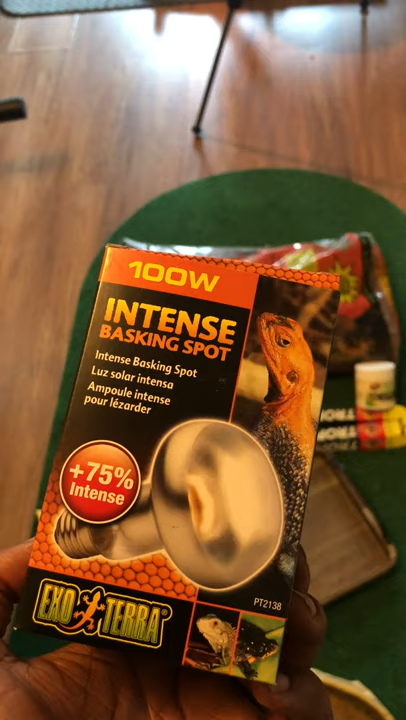 100W
INTENSE
BASKING SPOT
Intense Basking Spot
Luz solar intensa
Ampoule intense
pour lézarder
+75%
Intense
PT2138
EXO TERRA